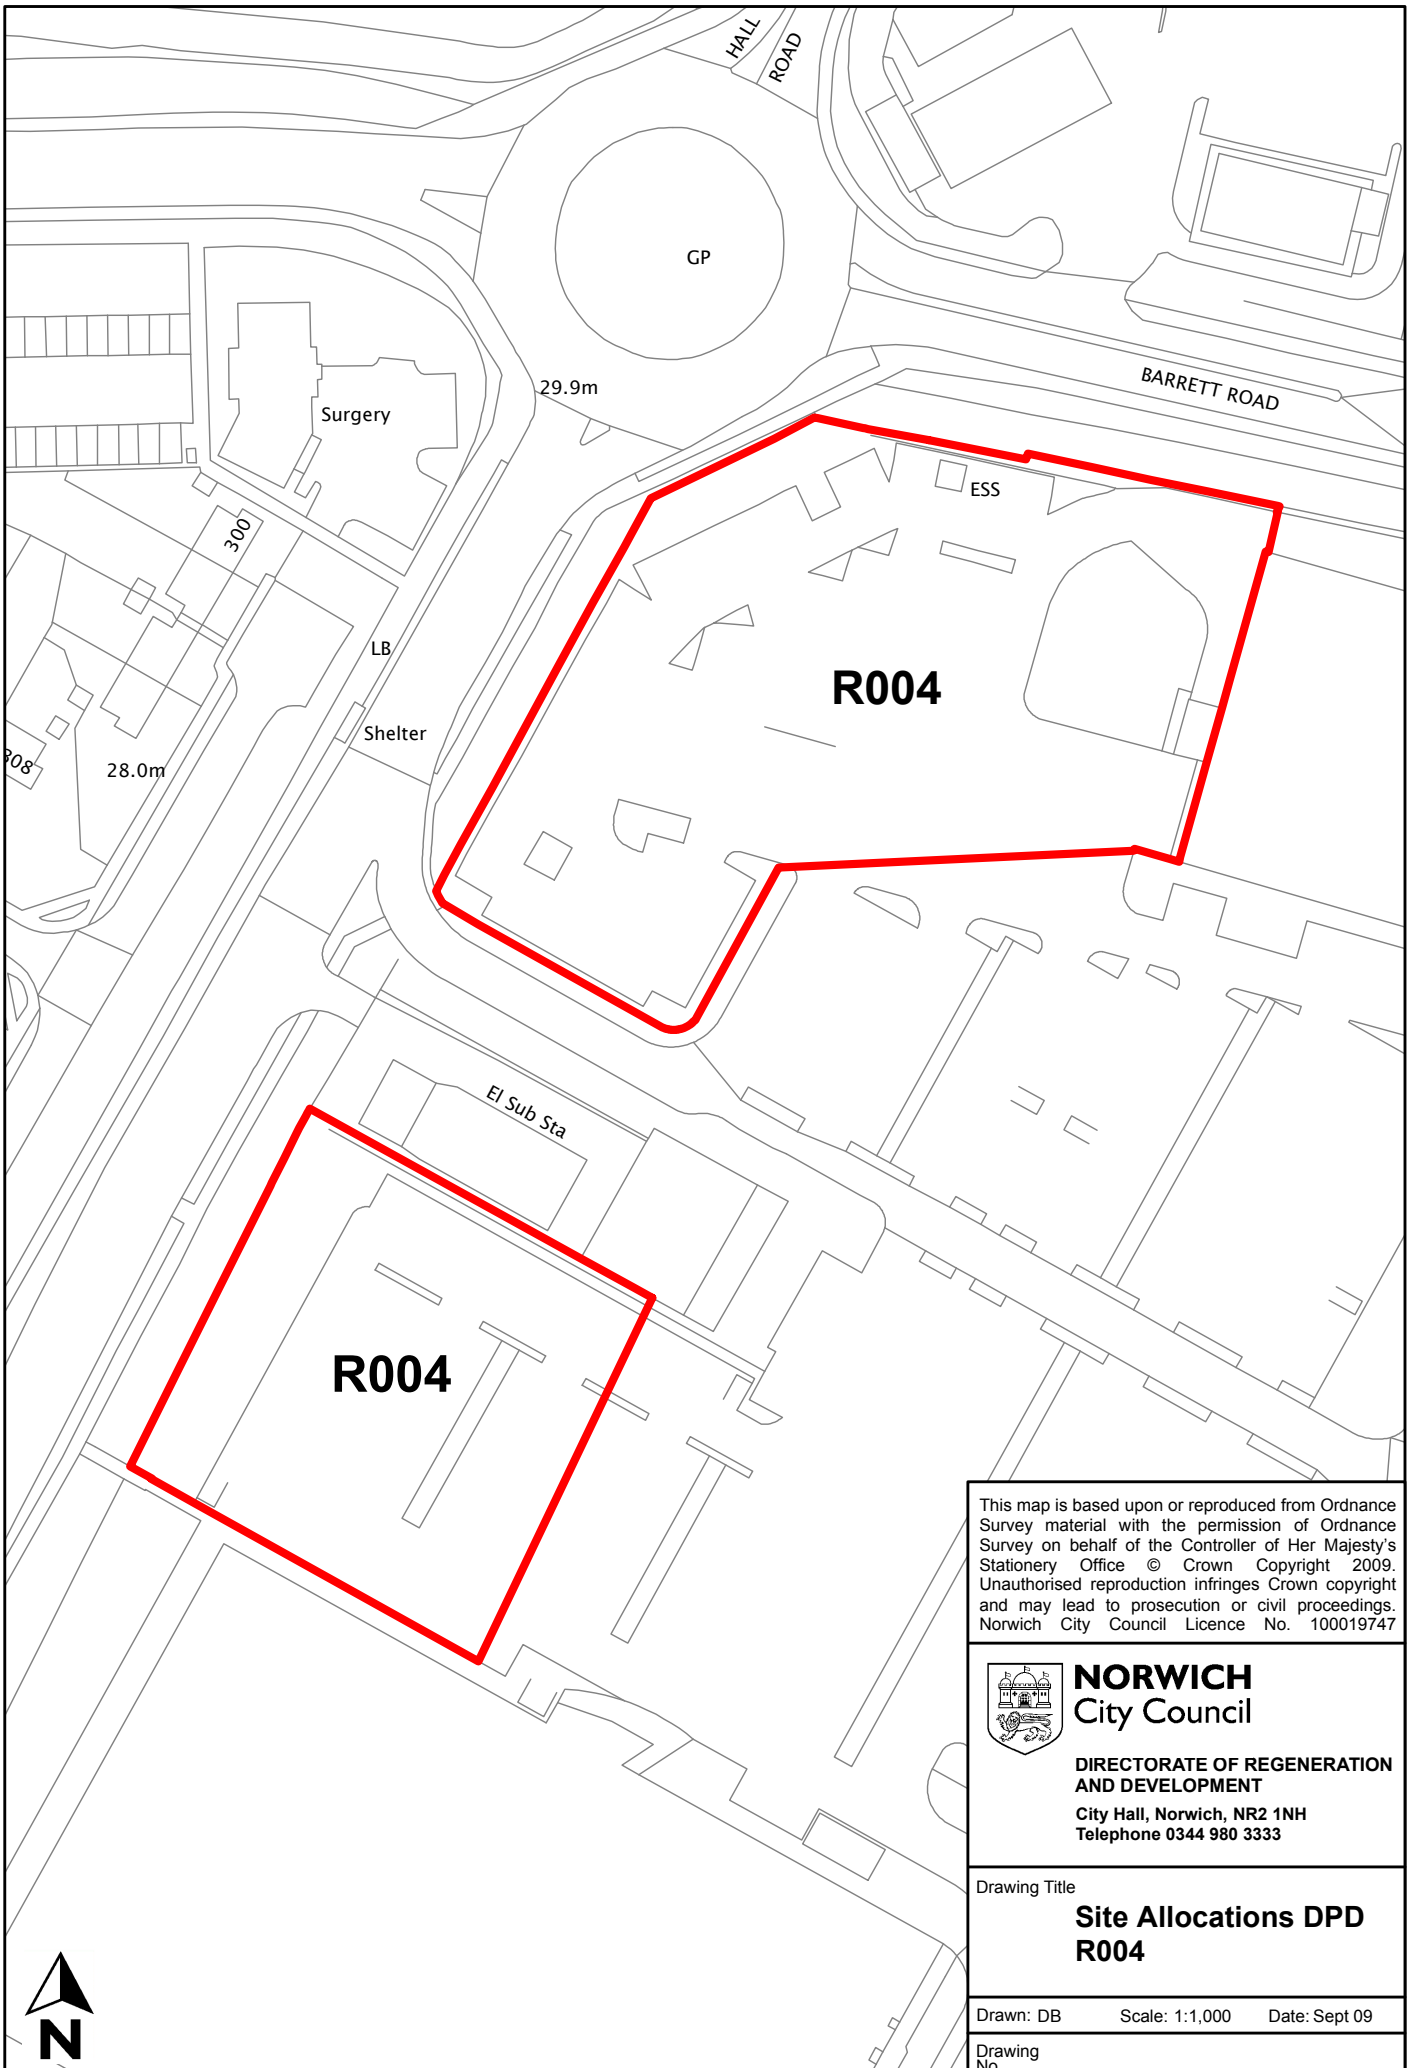 HALL
ROAD
GP
BARRETT ROAD
29.9m
Surgery
ESS
300
LB
R004
Shelter
308
28.0m
El Sub Sta
R004
This map is based upon or reproduced from Ordnance
Survey material with the permission of Ordnance
Survey on behalf of the Controller of Her Majesty's
Stationery Office © Crown Copyright 2009.
Unauthorised reproduction infringes Crown copyright
and may lead to prosecution or civil proceedings.
Norwich City Council Licence No. 100019747
NORWICH
City Council
DIRECTORATE OF REGENERATION
AND DEVELOPMENT
City Hall, Norwich, NR2 1NH
Telephone 0344 980 3333
Drawing Title
Site Allocations DPD
R004
Drawn: DB Scale: 1:1,000 Date: Sept 09
Drawing
No
N